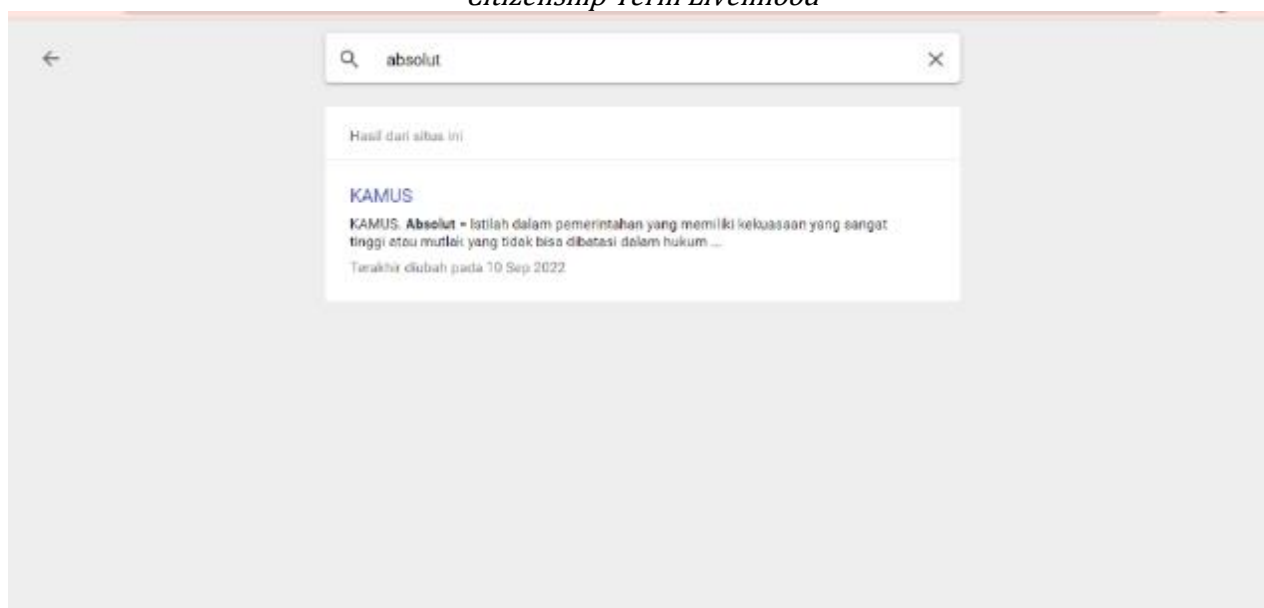 Citizenship Term Livelihood
absolut
Hasil dari situs ini
KAMUS
KAMUS. Absolut = Istilah dalam pemerintahan yang memiliki kekuasaan yang sangat
tinggi atau mutlak yang tidak bisa dibatasi dalam hukum ...
Terakhir diubah pada 10 Sep 2022